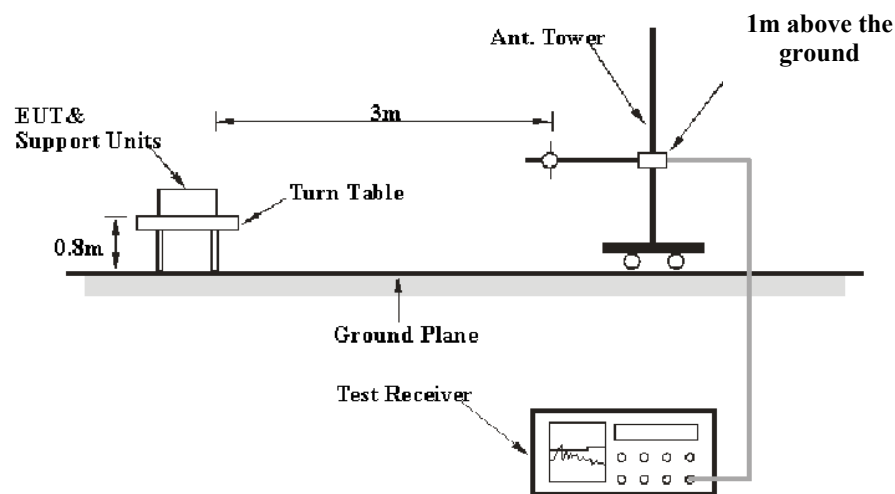 1m above the
ground
Ant. Tower
3m
EUT&
Support Units
Turn Table
0.8m
Ground Plane
Test Receiver